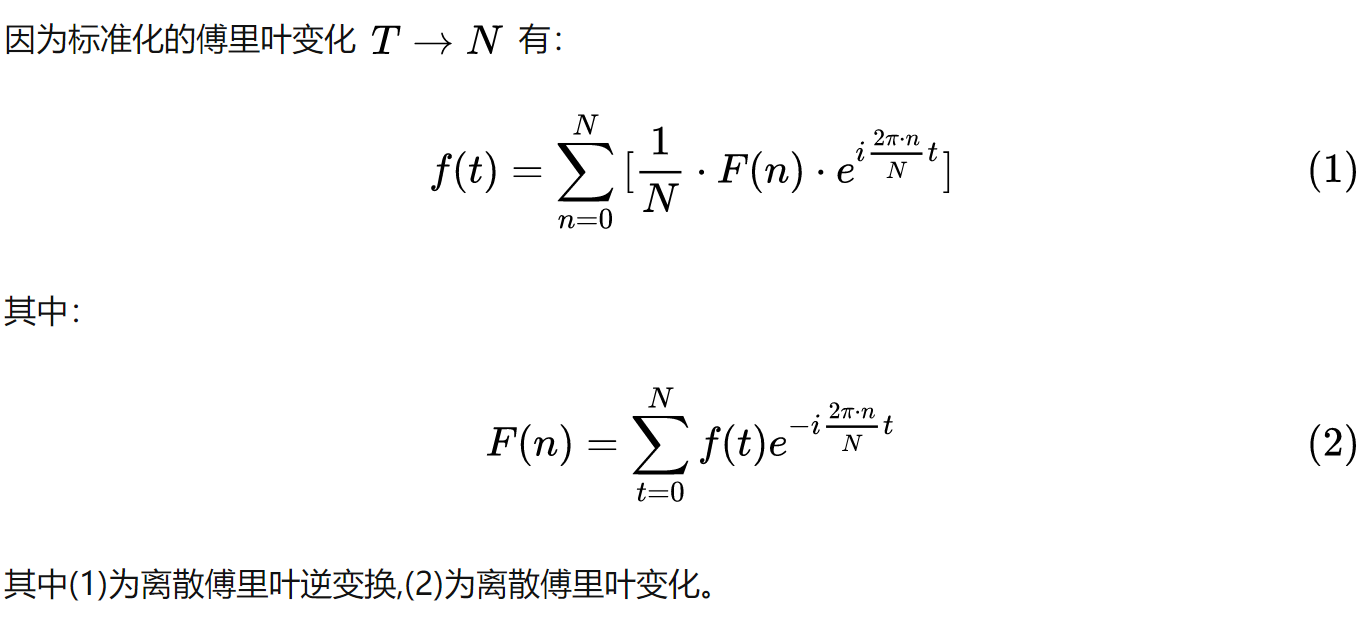 因为标准化的傅里叶变化 $T \rightarrow N$ 有：
$$f(t) = \sum_{n=0}^{N} [\frac{1}{N} \cdot F(n) \cdot e^{i\frac{2\pi \cdot n}{N}t}] \quad (1)$$
其中：
$$F(n) = \sum_{t=0}^{N} f(t) e^{-i\frac{2\pi \cdot n}{N}t} \quad (2)$$
其中(1)为离散傅里叶逆变换,(2)为离散傅里叶变化。